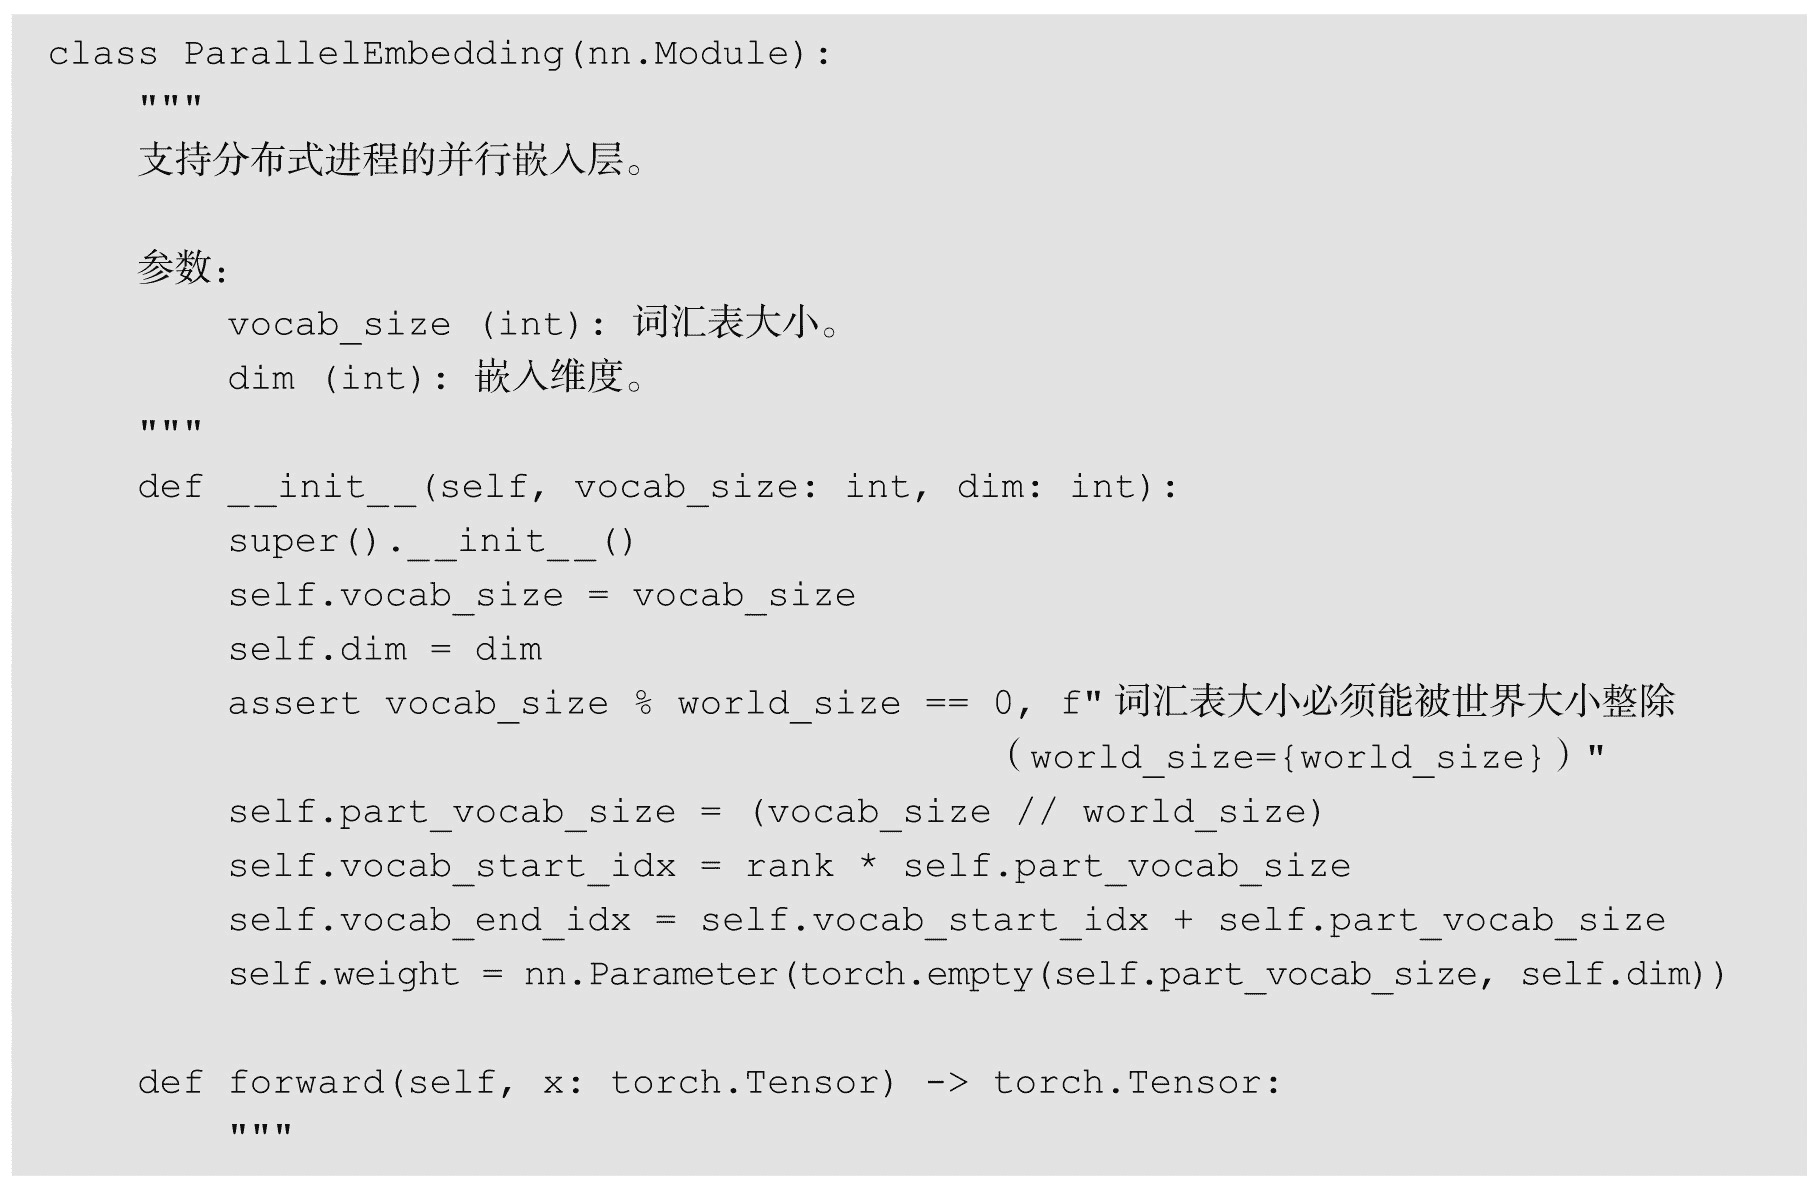 class ParallelEmbedding(nn.Module):
    """
    支持分布式进程的并行嵌入层。

    参数:
        vocab_size (int): 词汇表大小。
        dim (int): 嵌入维度。
    """
    def __init__(self, vocab_size: int, dim: int):
        super().__init__()
        self.vocab_size = vocab_size
        self.dim = dim
        assert vocab_size % world_size == 0, f"词汇表大小必须能被世界大小整除
                                          （world_size={world_size}）"
        self.part_vocab_size = (vocab_size // world_size)
        self.vocab_start_idx = rank * self.part_vocab_size
        self.vocab_end_idx = self.vocab_start_idx + self.part_vocab_size
        self.weight = nn.Parameter(torch.empty(self.part_vocab_size, self.dim))

    def forward(self, x: torch.Tensor) -> torch.Tensor:
        """